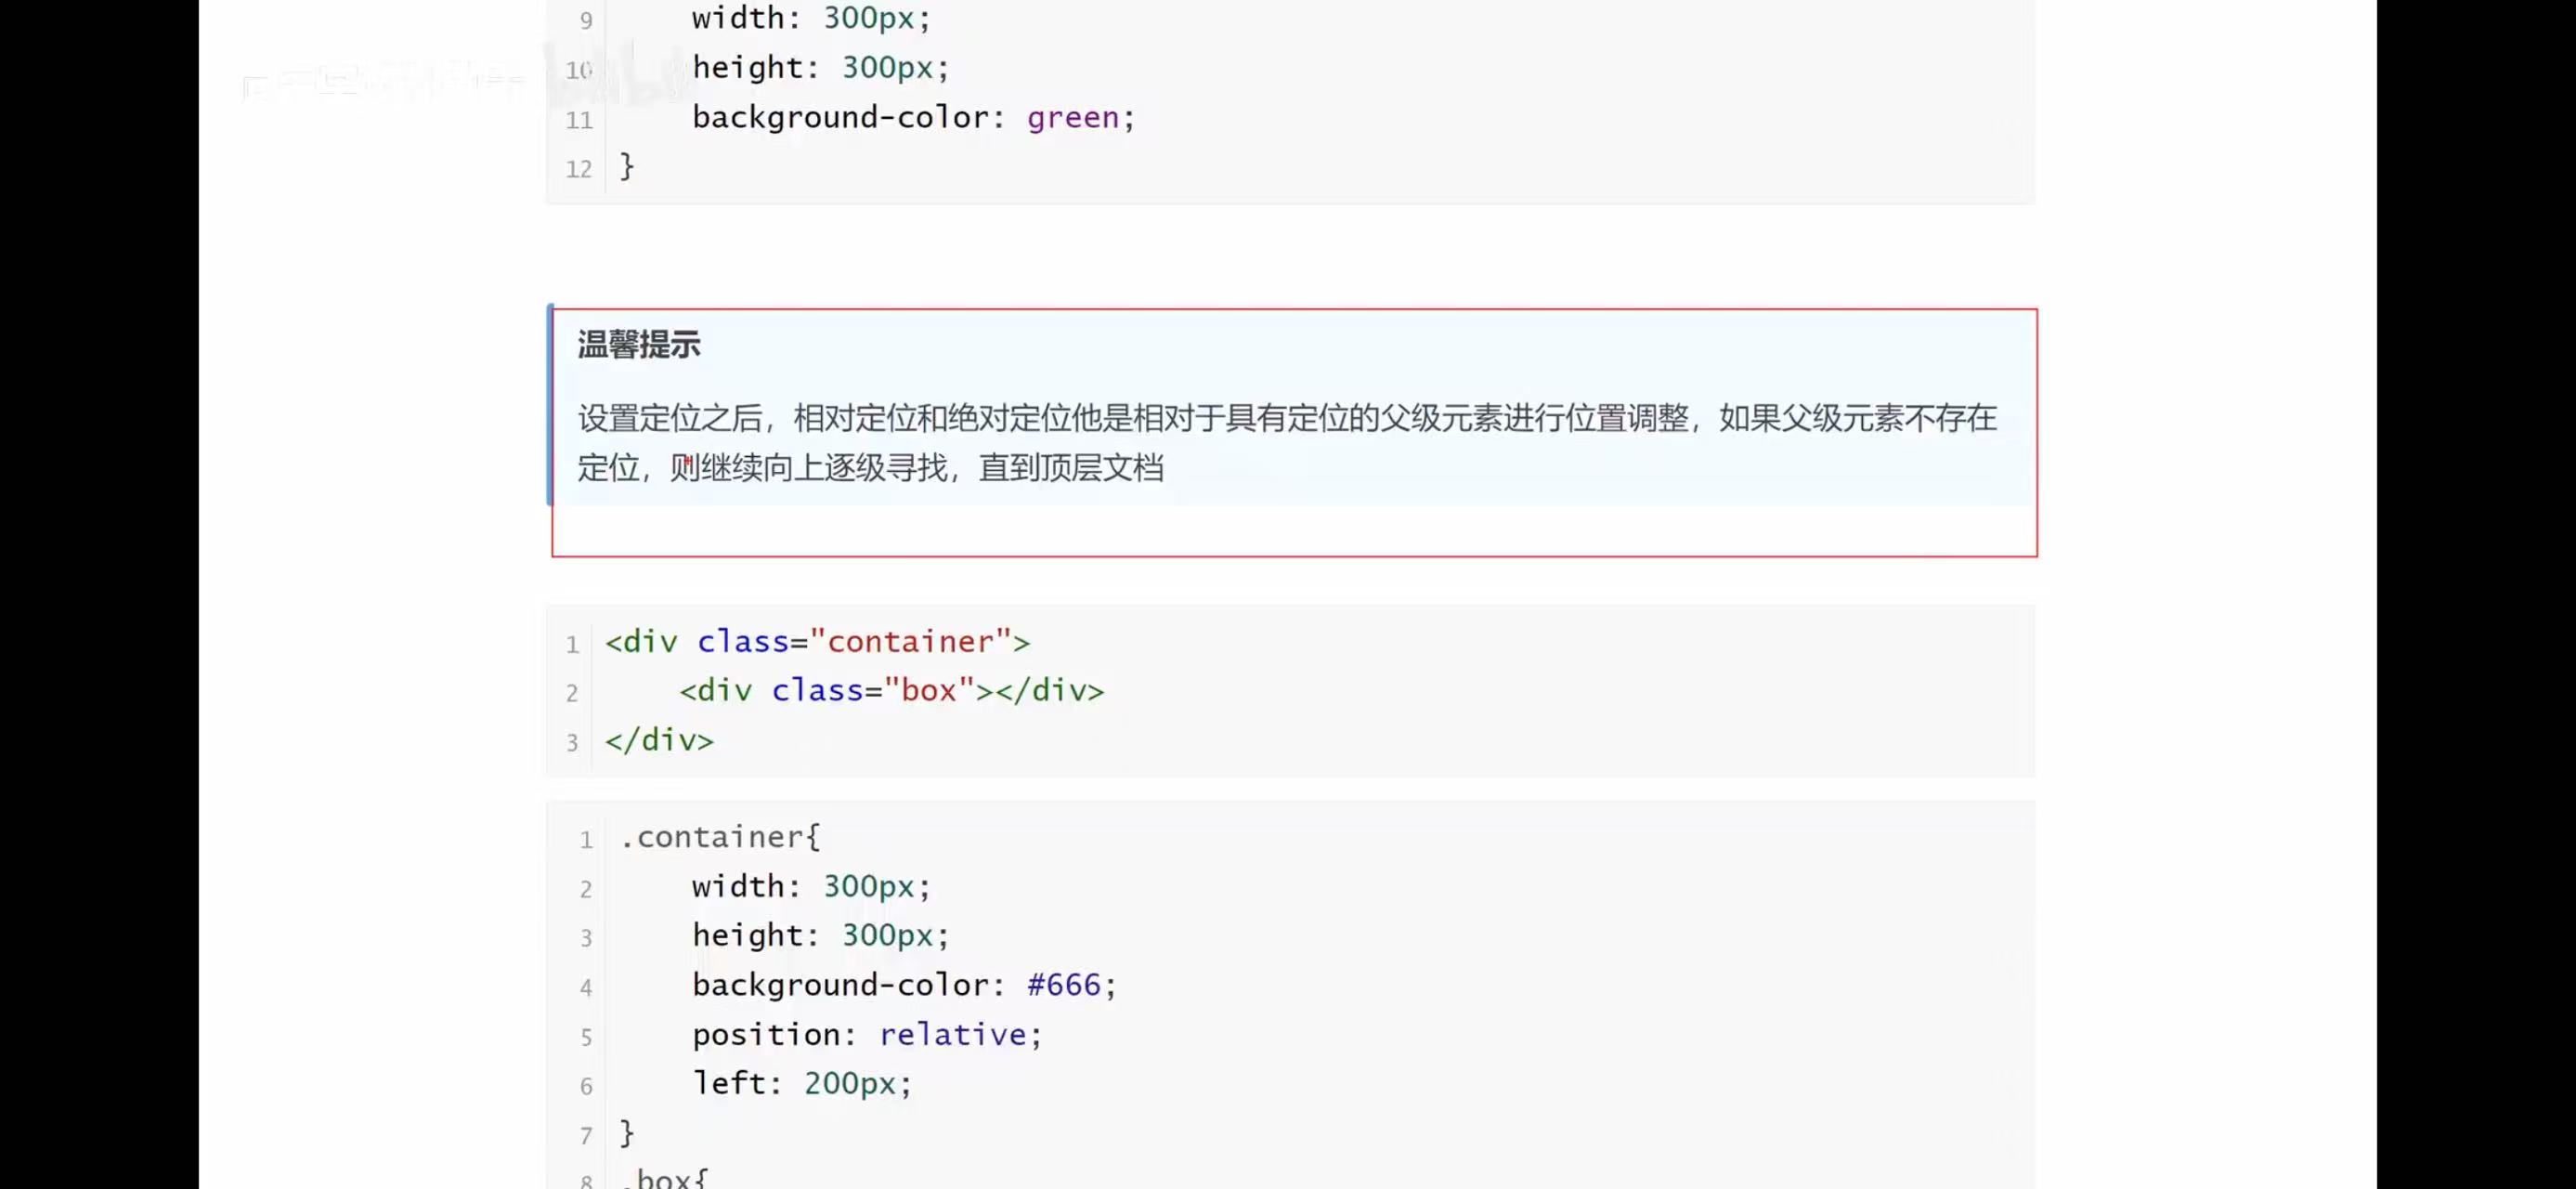 9 width: 300px;
10 height: 300px;
11 background-color: green;
12 }
温馨提示
设置定位之后，相对定位和绝对定位他是相对于具有定位的父级元素进行位置调整，如果父级元素不存在
定位，则继续向上逐级寻找，直到顶层文档
1 <div class="container">
2 <div class="box"></div>
3 </div>
1 .container{
2 width: 300px;
3 height: 300px;
4 background-color: #666;
5 position: relative;
6 left: 200px;
7 }
8 .box{